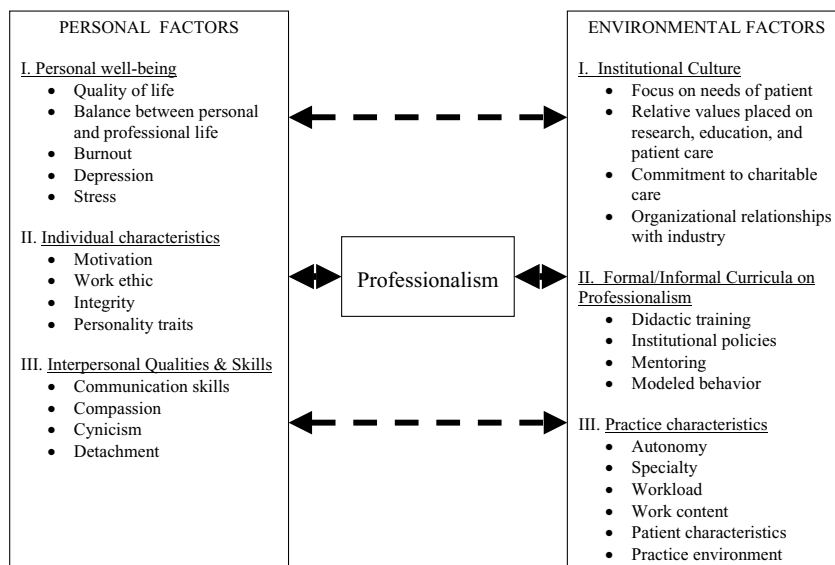 PERSONAL FACTORS
I. Personal well-being
• Quality of life
• Balance between personal
and professional life
• Burnout
• Depression
• Stress
II. Individual characteristics
• Motivation
• Work ethic
• Integrity
• Personality traits
III. Interpersonal Qualities & Skills
• Communication skills
• Compassion
• Cynicism
• Detachment
Professionalism
ENVIRONMENTAL FACTORS
I. Institutional Culture
• Focus on needs of patient
• Relative values placed on
research, education, and
patient care
• Commitment to charitable
care
• Organizational relationships
with industry
II. Formal/Informal Curricula on
Professionalism
• Didactic training
• Institutional policies
• Mentoring
• Modeled behavior
III. Practice characteristics
• Autonomy
• Specialty
• Workload
• Work content
• Patient characteristics
• Practice environment